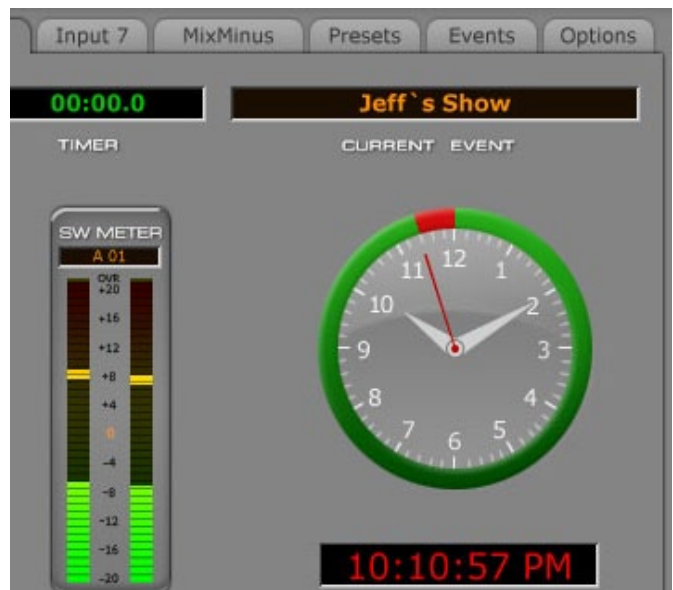 Input 7
MixMinus
Presets
Events
Options
00:00.0
Jeff`s Show
TIMER
CURRENT EVENT
SW METER
A 01
OVR
+20
+16
+12
+8
+4
0
-4
-8
-12
-16
-20
12
1
2
3
4
5
6
7
8
9
10
11
10:10:57 PM